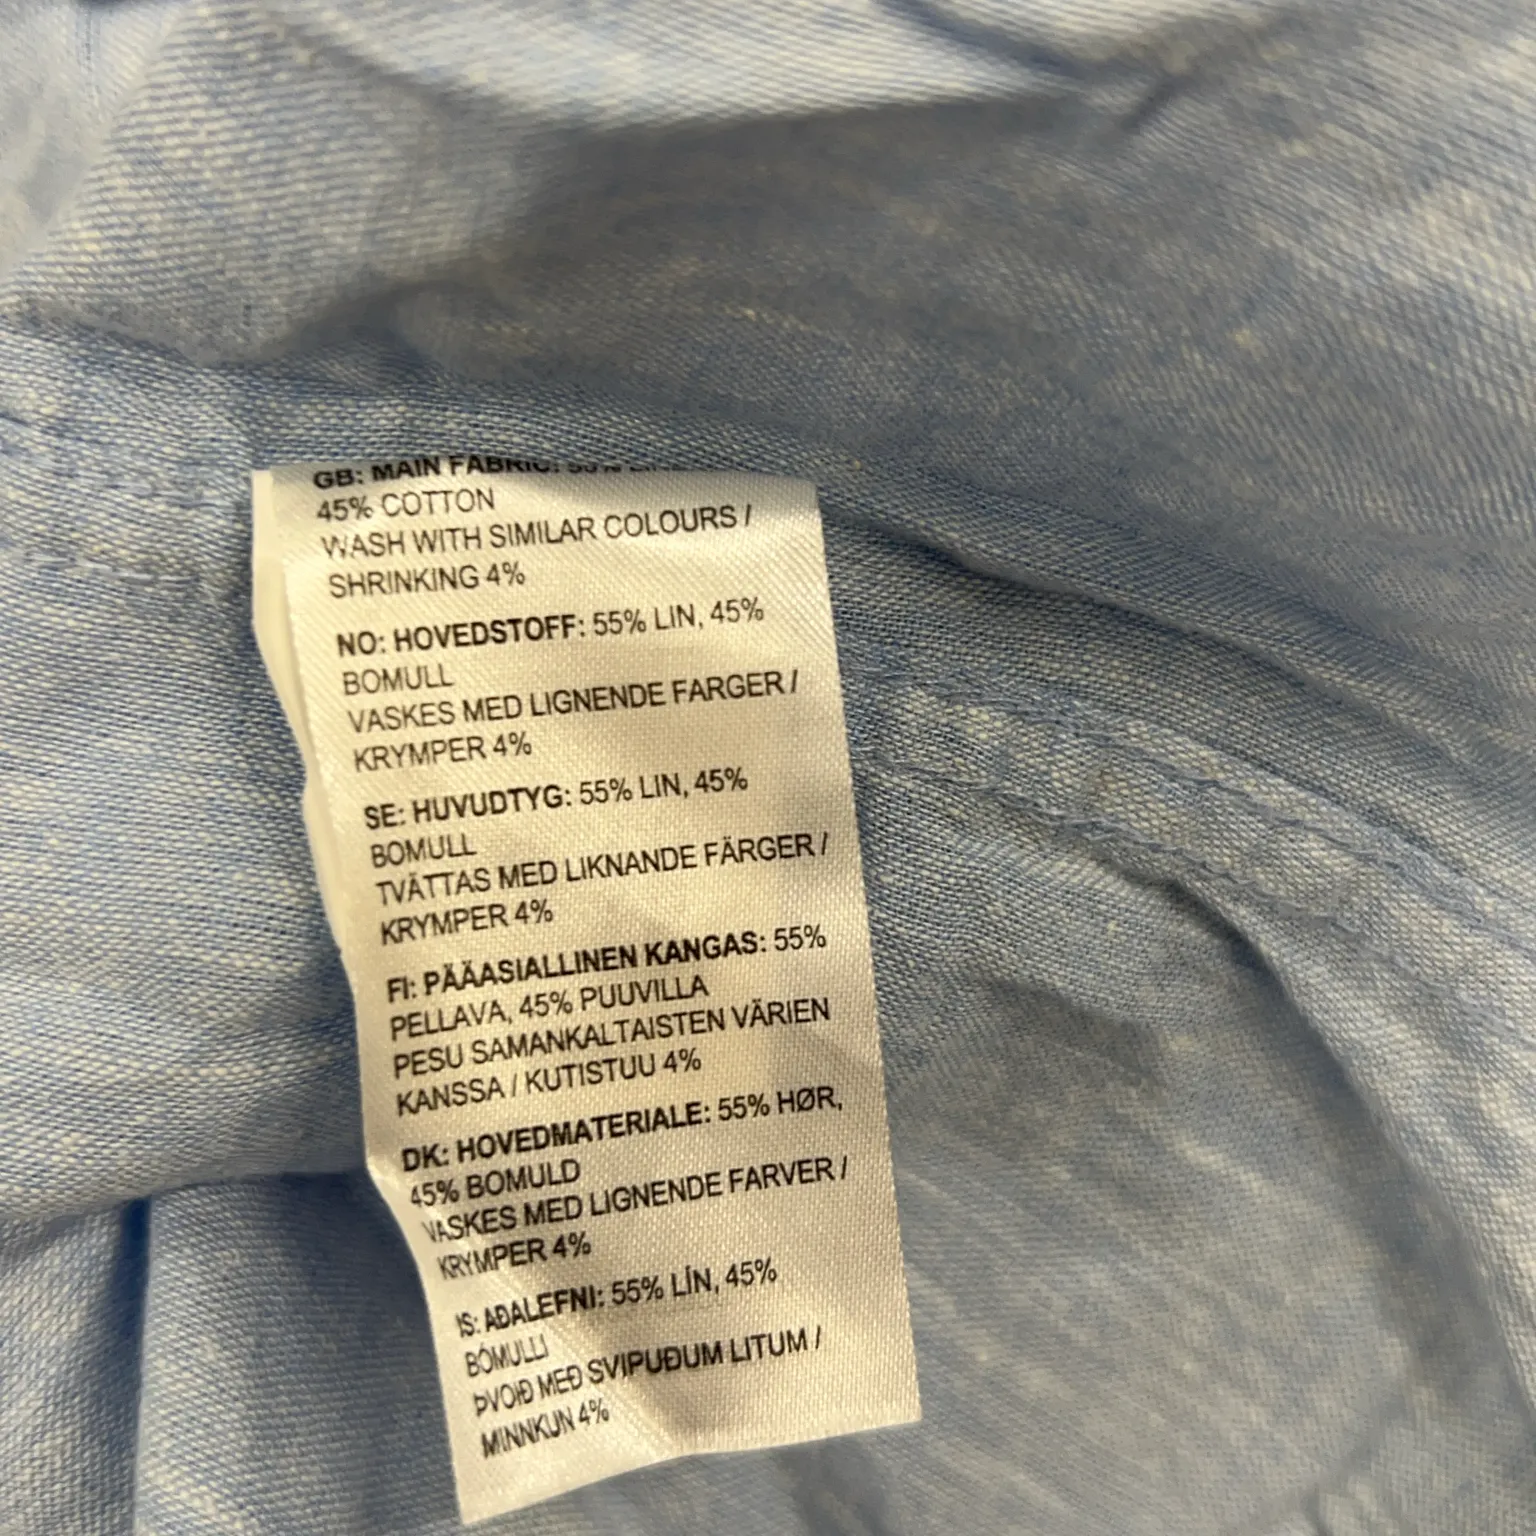 GB: MAIN FABRIC: 55%
45% COTTON
WASH WITH SIMILAR COLOURS /
SHRINKING 4%
NO: HOVEDSTOFF: 55% LIN, 45%
BOMULL
VASKES MED LIGNENDE FARGER /
KRYMPER 4%
SE: HUVUDTYG: 55% LIN, 45%
BOMULL
TVÄTTAS MED LIKNANDE FÄRGER /
KRYMPER 4%
FI: PÄÄASIALLINEN KANGAS: 55%
PELLAVA, 45% PUUVILLA
PESU SAMANKALTAISTEN VÄRIEN
KANSSA / KUTISTUU 4%
DK: HOVEDMATERIALE: 55% HØR,
45% BOMULD
VASKES MED LIGNENDE FARVER /
KRYMPER 4%
IS: AÐALEFNI: 55% LÍN, 45%
BÓMULLI
ÞVOIÐ MEÐ SVIPUÐUM LITUM /
MINNKUN 4%